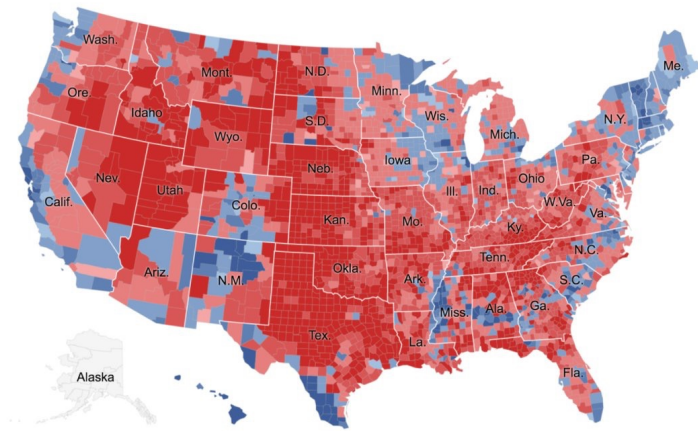 Wash.
Mont.
N.D.
Minn.
Me.
Ore.
Idaho
S.D.
Wis.
Mich.
N.Y.
Wyo.
Neb.
Iowa
Ill.
Ind.
Ohio
Pa.
Nev.
Utah
Colo.
Kan.
Mo.
Ky.
W.Va.
Va.
Calif.
Ariz.
N.M.
Okla.
Ark.
Tenn.
N.C.
S.C.
Tex.
La.
Miss.
Ala.
Ga.
Fla.
Alaska